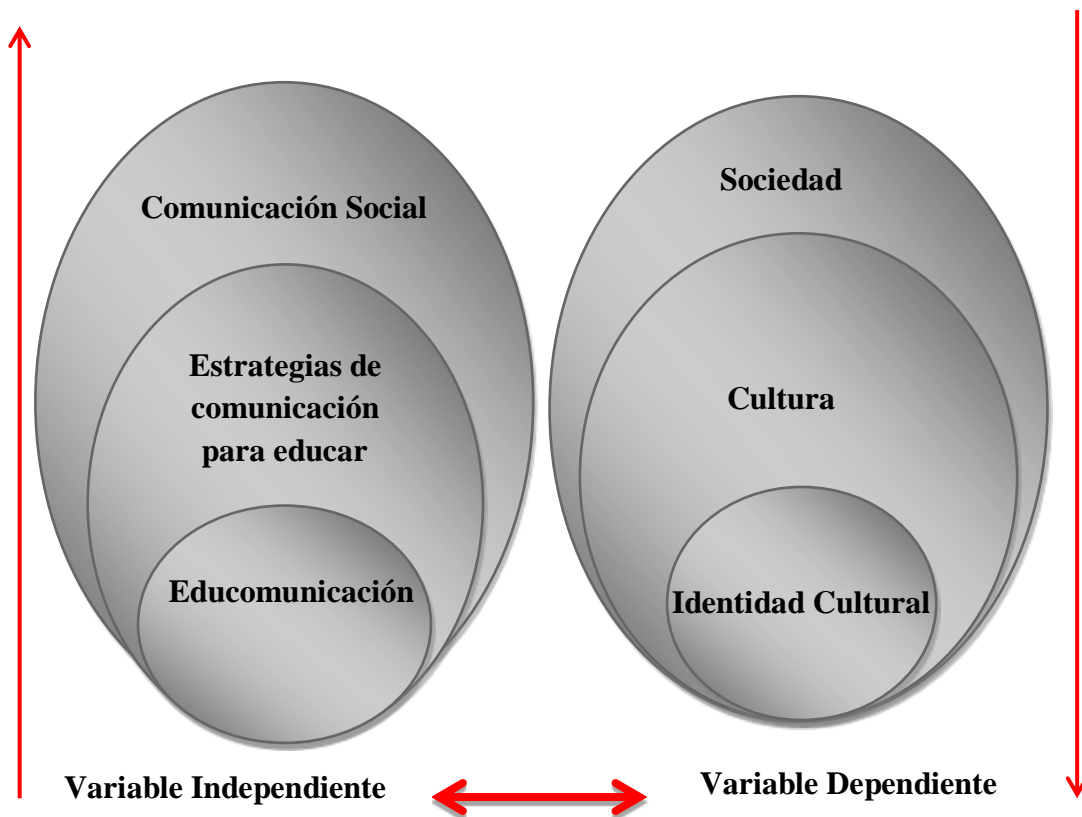 Comunicación Social
Estrategias de
comunicación
para educar
Educomunicación
Variable Independiente
Sociedad
Cultura
Identidad Cultural
Variable Dependiente